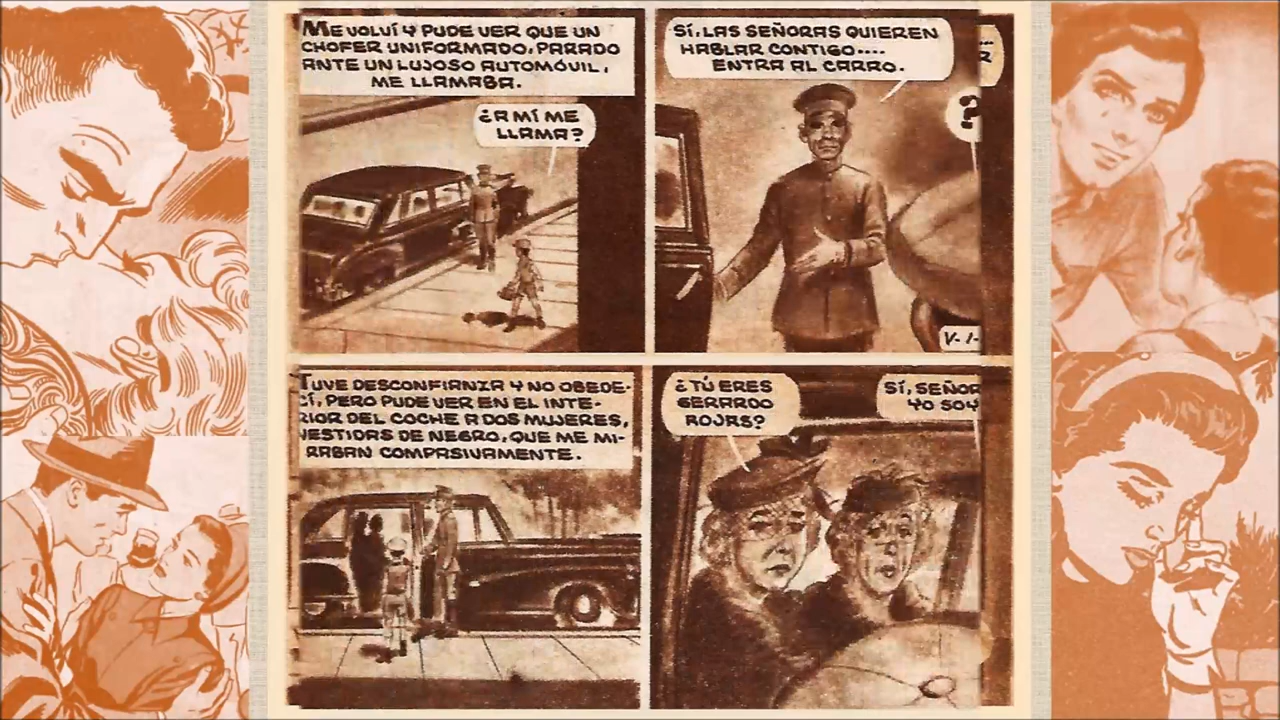 ME VOLVÍ Y PUDE VER QUE UN
CHOFER UNIFORMADO, PARADO
ANTE UN LUJOSO AUTOMÓVIL,
ME LLAMABA.
¿A MÍ ME
LLAMA?
SÍ, LAS SEÑORAS QUIEREN
HABLAR CONTIGO....
ENTRA AL CARRO.
...
R
?
V-1-
TUVE DESCONFIANZA Y NO OBEDE-
CÍ, PERO PUDE VER EN EL INTE-
RIOR DEL COCHE A DOS MUJERES,
VESTIDAS DE NEGRO, QUE ME MI-
RABAN COMPASIVAMENTE.
¿TÚ ERES
GERARDO
ROJAS?
SÍ, SEÑOR
YO SOY